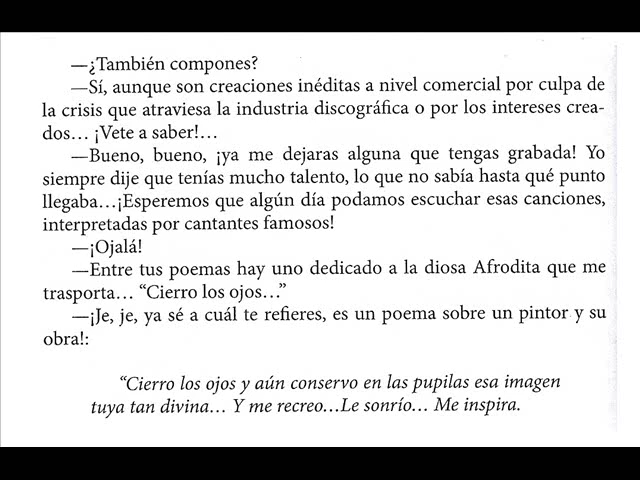 —¿También compones?
—Sí, aunque son creaciones inéditas a nivel comercial por culpa de
la crisis que atraviesa la industria discográfica o por los intereses crea-
dos… ¡Vete a saber!…
—Bueno, bueno, ¡ya me dejaras alguna que tengas grabada! Yo
siempre dije que tenías mucho talento, lo que no sabía hasta qué punto
llegaba…¡Esperemos que algún día podamos escuchar esas canciones,
interpretadas por cantantes famosos!
—¡Ojalá!
—Entre tus poemas hay uno dedicado a la diosa Afrodita que me
trasporta… “Cierro los ojos…”
—¡Je, je, ya sé a cuál te refieres, es un poema sobre un pintor y su
obra!:
“Cierro los ojos y aún conservo en las pupilas esa imagen
tuya tan divina… Y me recreo…Le sonrío… Me inspira.